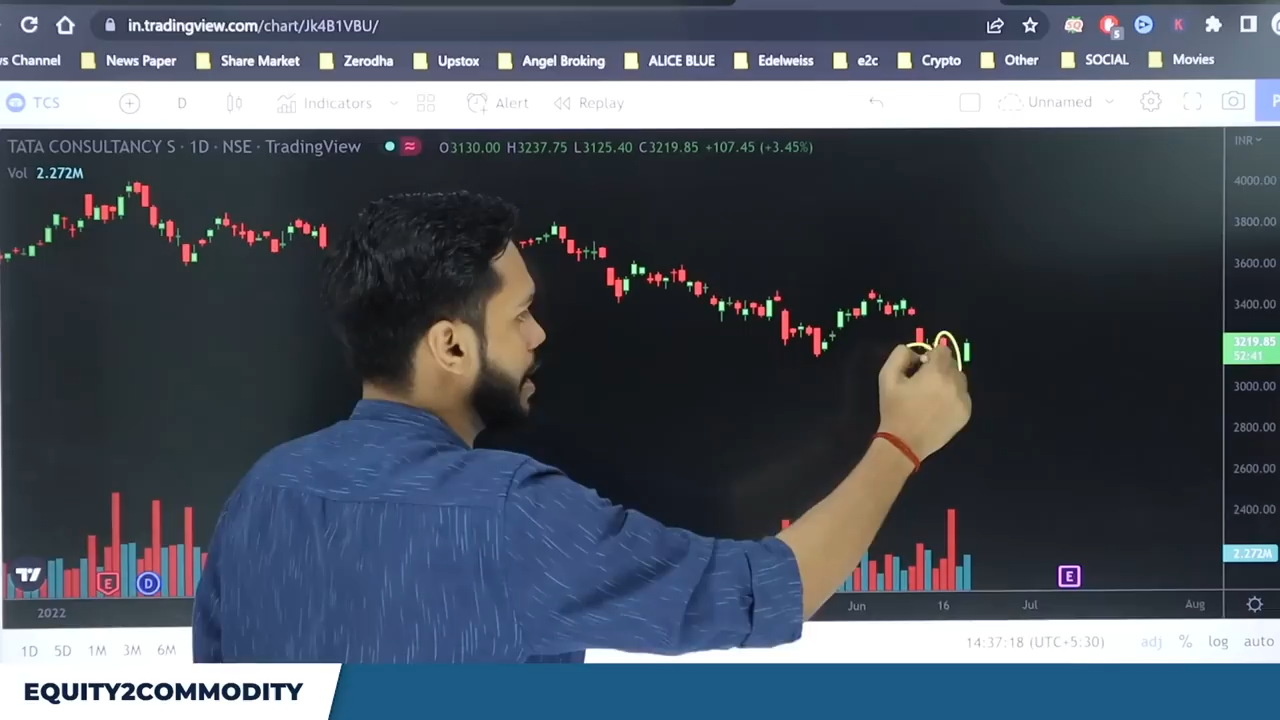 in.tradingview.com/chart/Jk4B1VBU/
5
K
s Channel News Paper Share Market Zerodha Upstox Angel Broking ALICE BLUE Edelweiss e2c Crypto Other SOCIAL Movies
TCS D Indicators Alert Replay Unnamed P
TATA CONSULTANCY S · 1D · NSE · TradingView O3130.00 H3237.75 L3125.40 C3219.85 +107.45 (+3.45%)
INR
Vol 2.272M
4000.00
3800.00
3600.00
3400.00
3219.85
52:41
3000.00
2800.00
2600.00
2400.00
2.272M
E D E
2022 Jun 16 Jul Aug
1D 5D 1M 3M 6M 14:37:18 (UTC+5:30) adj % log auto
EQUITY2COMMODITY